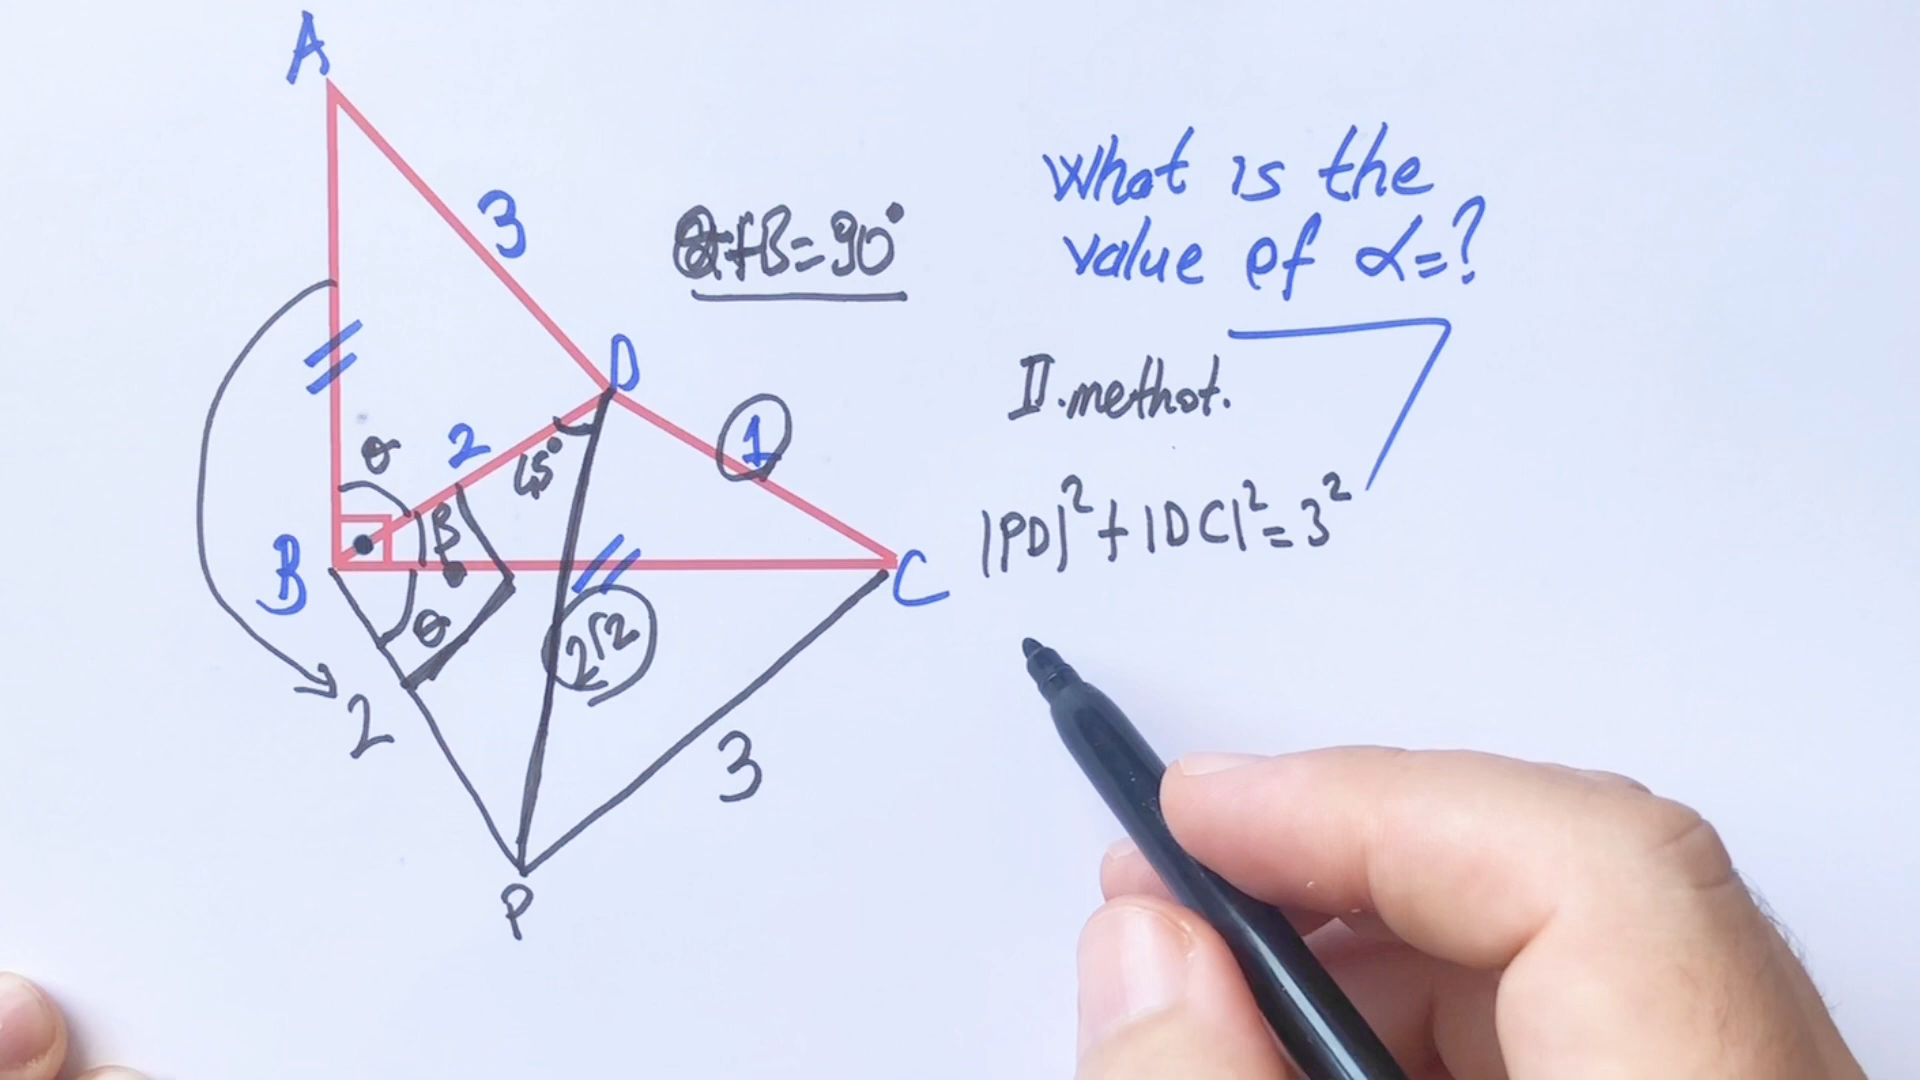 A
3
θ+β=90°
What is the
value of α=?
D
II.methot.
θ
2
45°
1
β
|PD|²+|DC|²=3²
B
C
θ
2√2
2
3
P